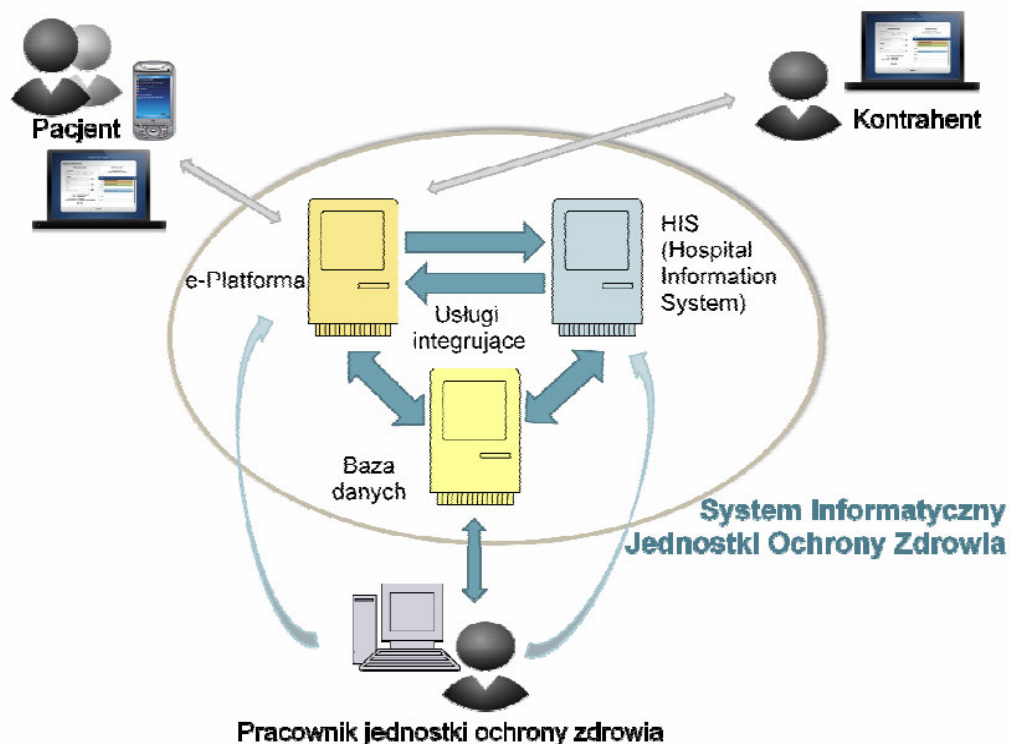 Pacjent
Kontrahent
e-Platforma
HIS
(Hospital
Information
System)
Usługi
integrujące
Baza
danych
System Informatyczny
Jednostki Ochrony Zdrowia
Pracownik jednostki ochrony zdrowia